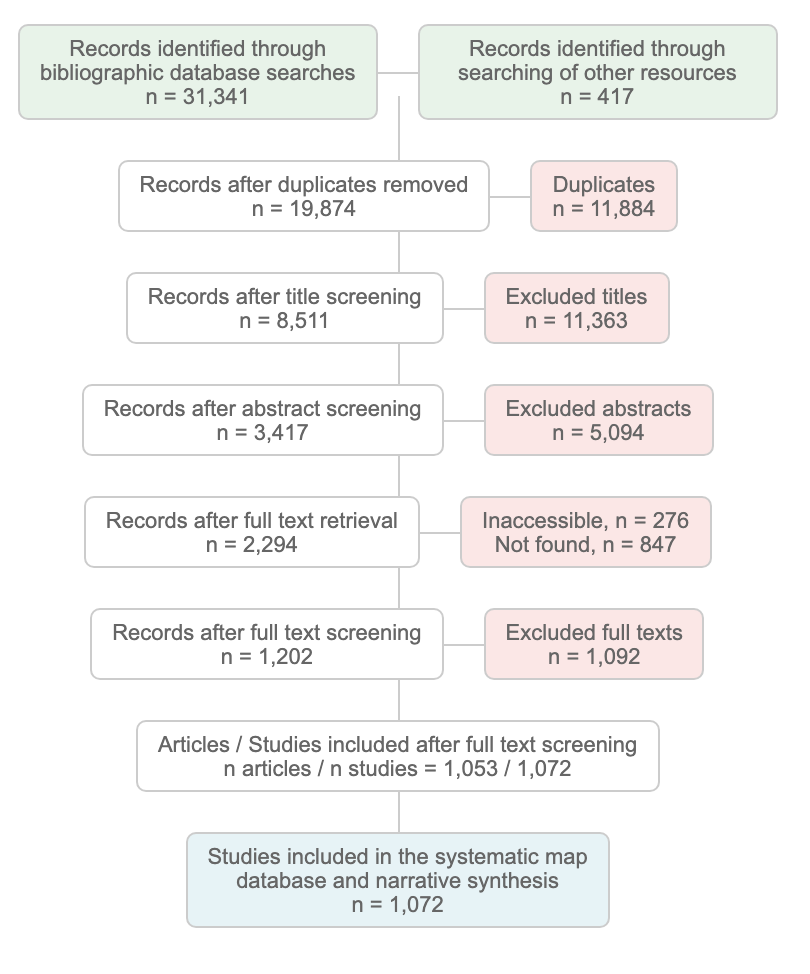 Records identified through
bibliographic database searches
n = 31,341
Records identified through
searching of other resources
n = 417
Records after duplicates removed
n = 19,874
Duplicates
n = 11,884
Records after title screening
n = 8,511
Excluded titles
n = 11,363
Records after abstract screening
n = 3,417
Excluded abstracts
n = 5,094
Records after full text retrieval
n = 2,294
Inaccessible, n = 276
Not found, n = 847
Records after full text screening
n = 1,202
Excluded full texts
n = 1,092
Articles / Studies included after full text screening
n articles / n studies = 1,053 / 1,072
Studies included in the systematic map
database and narrative synthesis
n = 1,072